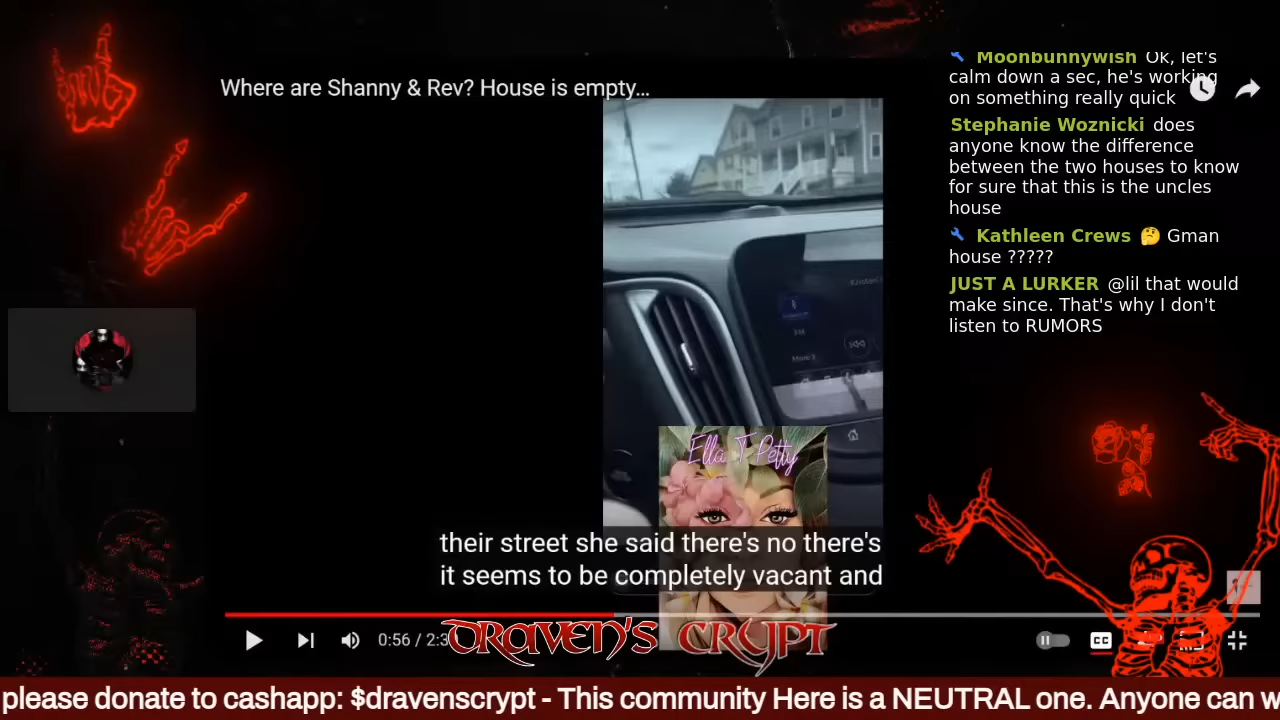 Where are Shanny & Rev? House is empty...
Moonbunnywish Ok, let's
calm down a sec, he's working
on something really quick
Stephanie Woznicki does
anyone know the difference
between the two houses to know
for sure that this is the uncles
house
Kathleen Crews 🤔 Gman
house ?????
JUST A LURKER @lil that would
make since. That's why I don't
listen to RUMORS
Ella T Petty
their street she said there's no there's
it seems to be completely vacant and
0:56 / 2:3
CC
DRAVEN'S CRYPT
please donate to cashapp: $dravenscrypt - This community Here is a NEUTRAL one. Anyone can w